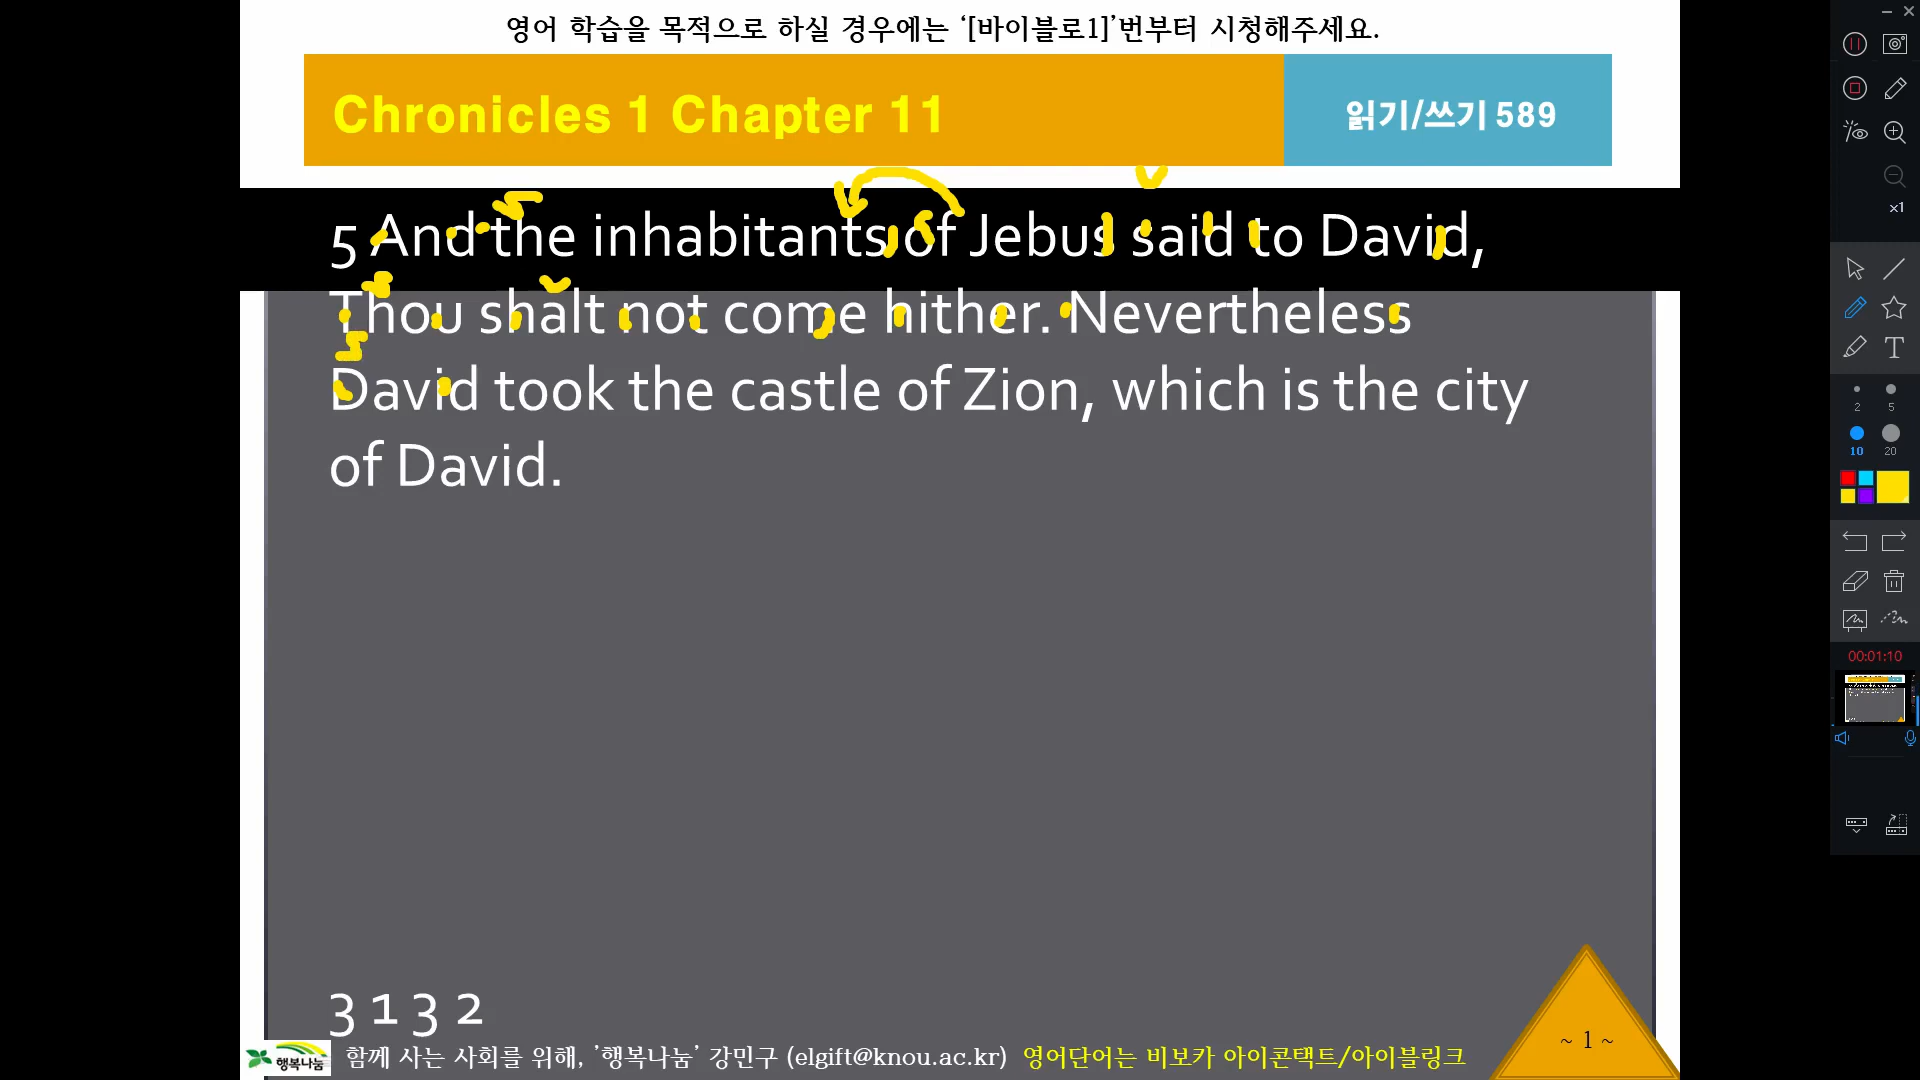 영어 학습을 목적으로 하실 경우에는 ‘[바이블로1]’번부터 시청해주세요.
Chronicles 1 Chapter 11
읽기/쓰기 589
5 And the inhabitants of Jebus said to David,
Thou shalt not come hither. Nevertheless
David took the castle of Zion, which is the city
of David.
3 1 3 2
행복나눔
함께 사는 사회를 위해, ’행복나눔’ 강민구 (elgift@knou.ac.kr) 영어단어는 비보카 아이콘택트/아이블링크
~ 1 ~
x1
T
2 5
10 20
00:01:10